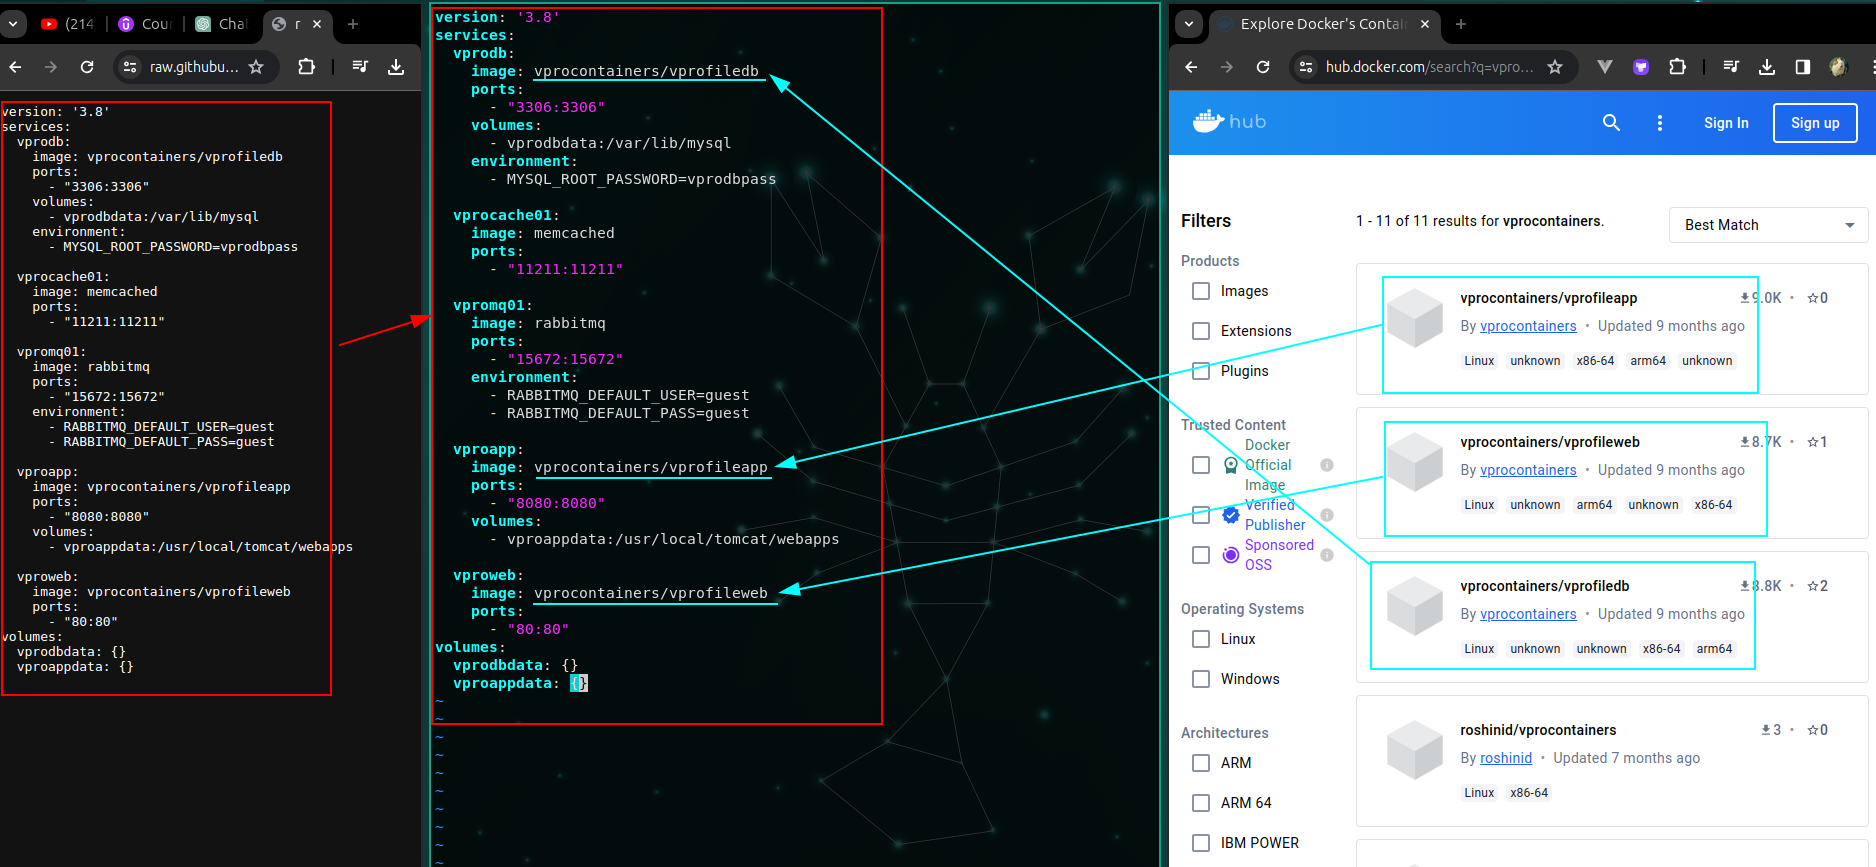 (214
Cour
Chat
r
raw.githubu...
version: '3.8'
services:
vprodb:
image: vprocontainers/vprofiledb
ports:
- "3306:3306"
volumes:
- vprodbdata:/var/lib/mysql
environment:
- MYSQL_ROOT_PASSWORD=vprodbpass
vprocache01:
image: memcached
ports:
- "11211:11211"
vpromq01:
image: rabbitmq
ports:
- "15672:15672"
environment:
- RABBITMQ_DEFAULT_USER=guest
- RABBITMQ_DEFAULT_PASS=guest
vproapp:
image: vprocontainers/vprofileapp
ports:
- "8080:8080"
volumes:
- vproappdata:/usr/local/tomcat/webapps
vproweb:
image: vprocontainers/vprofileweb
ports:
- "80:80"
volumes:
vprodbdata: {}
vproappdata: {}
version: '3.8'
services:
vprodb:
image: vprocontainers/vprofiledb
ports:
- "3306:3306"
volumes:
- vprodbdata:/var/lib/mysql
environment:
- MYSQL_ROOT_PASSWORD=vprodbpass
vprocache01:
image: memcached
ports:
- "11211:11211"
vpromq01:
image: rabbitmq
ports:
- "15672:15672"
environment:
- RABBITMQ_DEFAULT_USER=guest
- RABBITMQ_DEFAULT_PASS=guest
vproapp:
image: vprocontainers/vprofileapp
ports:
- "8080:8080"
volumes:
- vproappdata:/usr/local/tomcat/webapps
vproweb:
image: vprocontainers/vprofileweb
ports:
- "80:80"
volumes:
vprodbdata: {}
vproappdata: {}
~
~
~
~
~
~
~
~
~
~
Explore Docker's Contai
hub.docker.com/search?q=vpro...
hub
Sign In
Sign up
Filters
Products
Images
Extensions
Plugins
Trusted Content
Docker
Official
Image
Verified
Publisher
Sponsored
OSS
Operating Systems
Linux
Windows
Architectures
ARM
ARM 64
IBM POWER
1 - 11 of 11 results for vprocontainers.
Best Match
vprocontainers/vprofileapp 9.0K • 0
By vprocontainers • Updated 9 months ago
Linux unknown x86-64 arm64 unknown
vprocontainers/vprofileweb 8.7K • 1
By vprocontainers • Updated 9 months ago
Linux unknown arm64 unknown x86-64
vprocontainers/vprofiledb 8.8K • 2
By vprocontainers • Updated 9 months ago
Linux unknown unknown x86-64 arm64
roshinid/vprocontainers 3 • 0
By roshinid • Updated 7 months ago
Linux x86-64